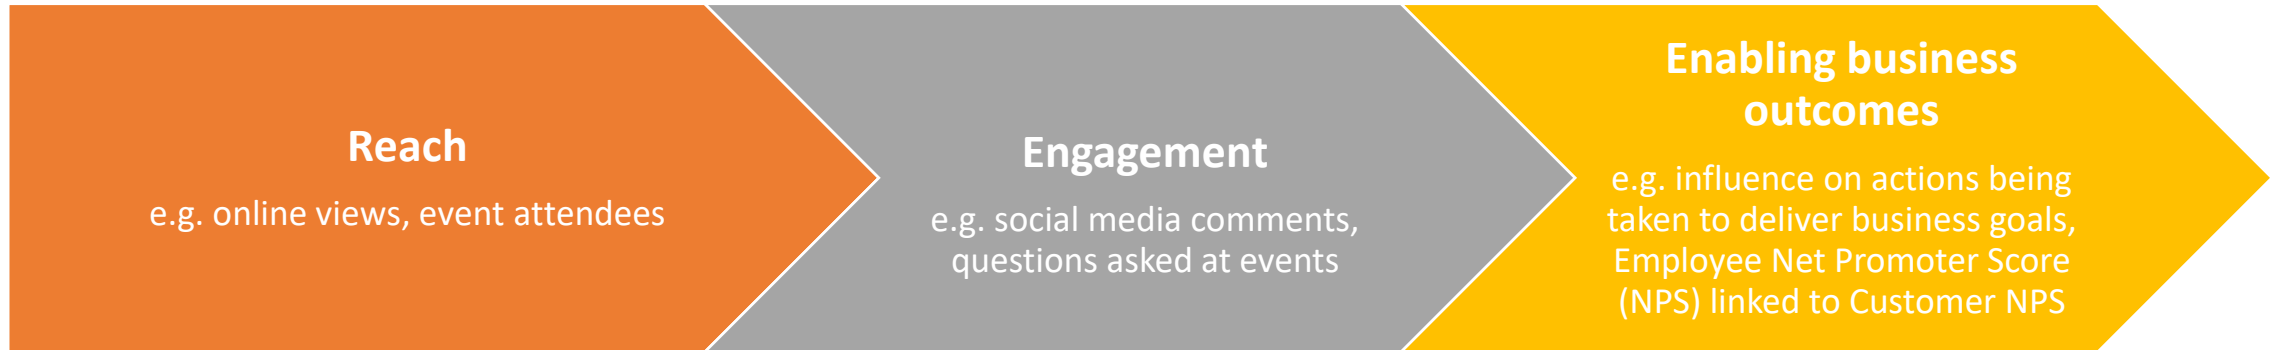 Reach
e.g. online views, event attendees
Engagement
e.g. social media comments,
questions asked at events
Enabling business
outcomes
e.g. influence on actions being
taken to deliver business goals,
Employee Net Promoter Score
(NPS) linked to Customer NPS